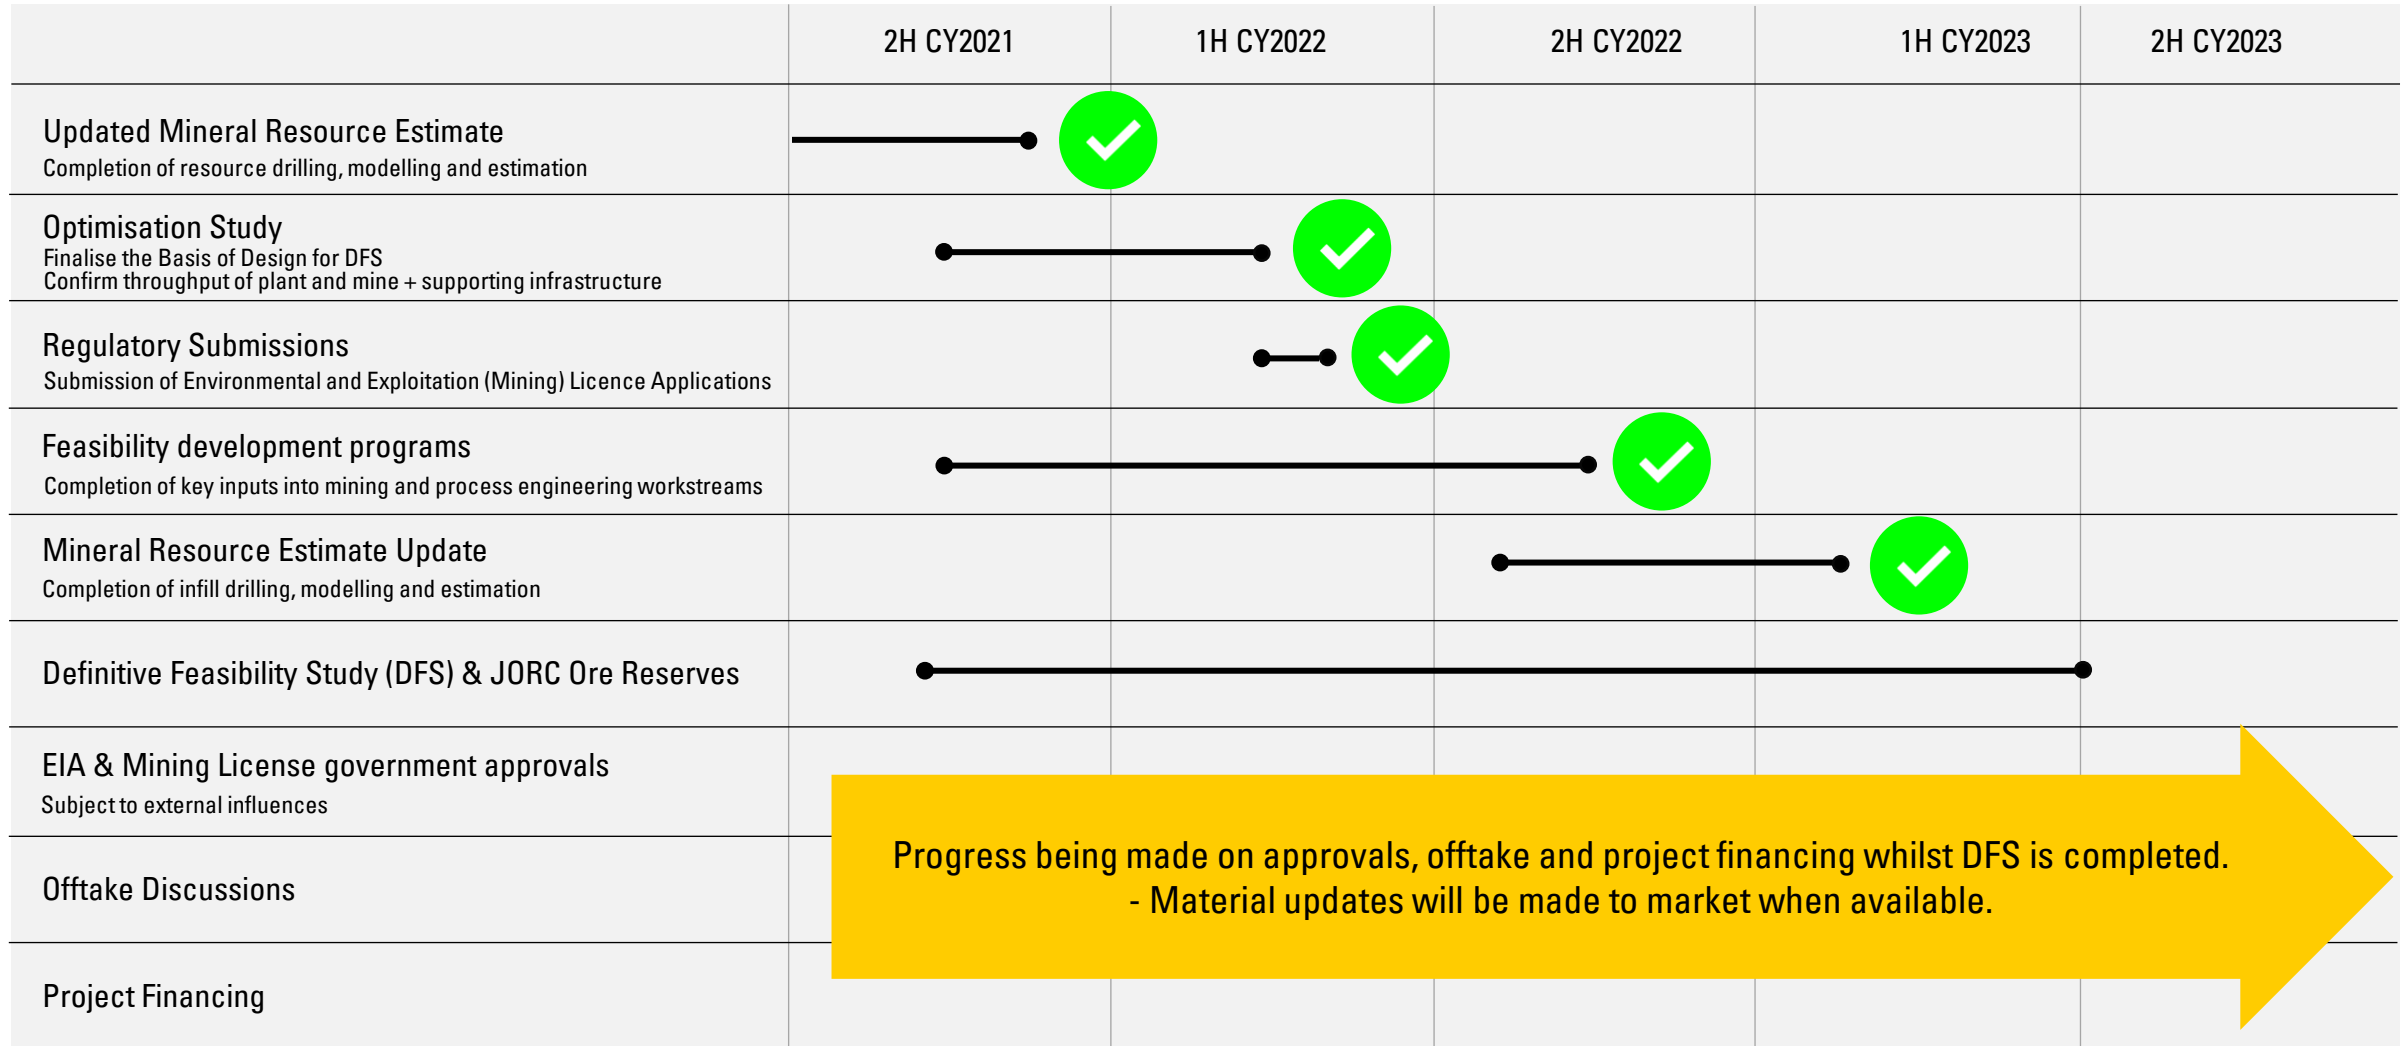 2H CY2021 1H CY2022 2H CY2022 1H CY2023 2H CY2023
Updated Mineral Resource Estimate
Completion of resource drilling, modelling and estimation
Optimisation Study
Finalise the Basis of Design for DFS
Confirm throughput of plant and mine + supporting infrastructure
Regulatory Submissions
Submission of Environmental and Exploitation (Mining) Licence Applications
Feasibility development programs
Completion of key inputs into mining and process engineering workstreams
Mineral Resource Estimate Update
Completion of infill drilling, modelling and estimation
Definitive Feasibility Study (DFS) & JORC Ore Reserves
EIA & Mining License government approvals
Subject to external influences
Offtake Discussions
Project Financing
Progress being made on approvals, offtake and project financing whilst DFS is completed.
- Material updates will be made to market when available.